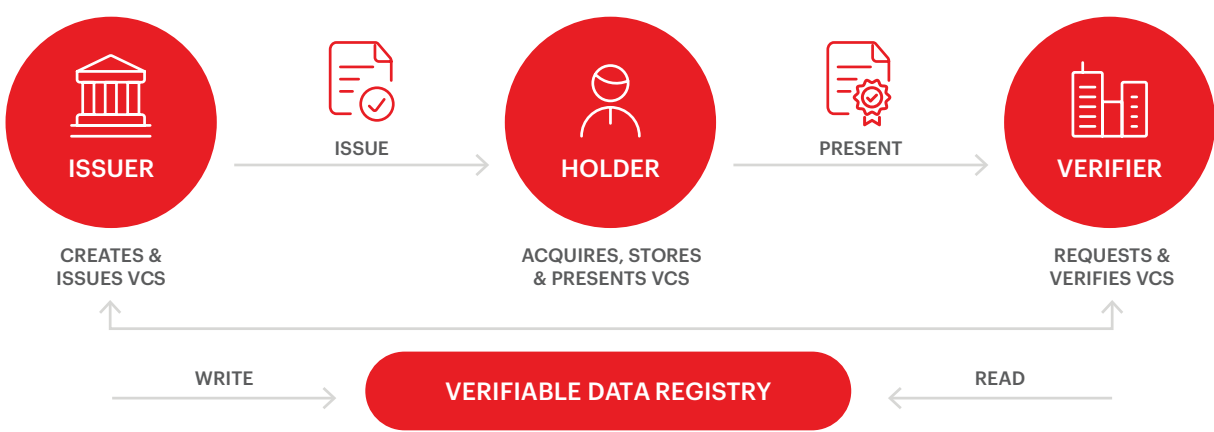 ISSUE
PRESENT
ISSUER
HOLDER
VERIFIER
CREATES &
ISSUES VCS
ACQUIRES, STORES
& PRESENTS VCS
REQUESTS &
VERIFIES VCS
WRITE
VERIFIABLE DATA REGISTRY
READ